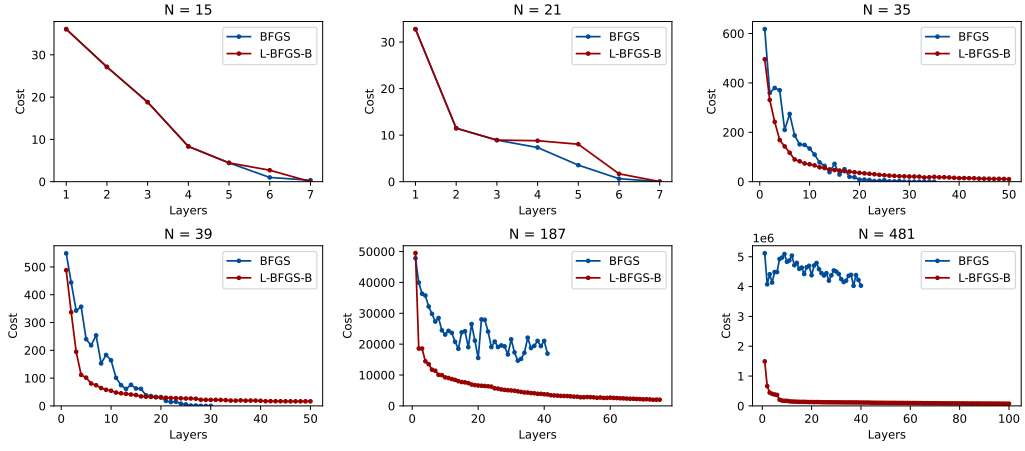 N = 15
BFGS
L-BFGS-B
Cost
30
20
10
0
1 2 3 4 5 6 7
Layers
N = 21
BFGS
L-BFGS-B
Cost
30
20
10
0
1 2 3 4 5 6 7
Layers
N = 35
BFGS
L-BFGS-B
Cost
600
400
200
0
0 10 20 30 40 50
Layers
N = 39
BFGS
L-BFGS-B
Cost
500
400
300
200
100
0
0 10 20 30 40 50
Layers
N = 187
BFGS
L-BFGS-B
Cost
50000
40000
30000
20000
10000
0
0 20 40 60
Layers
N = 481
1e6
BFGS
L-BFGS-B
Cost
5
4
3
2
1
0
0 20 40 60 80 100
Layers